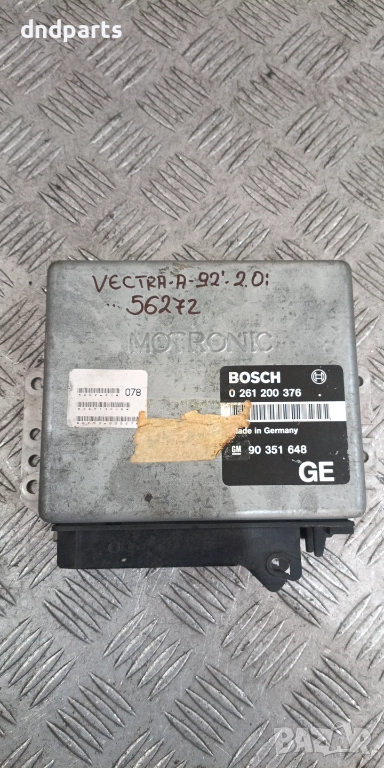 dndparts
VECTRA-A-92'-2.0i
56272
MOTRONIC
078
BOSCH
0 261 200 376
Made in Germany
GM 90 351 648
GE
bazar